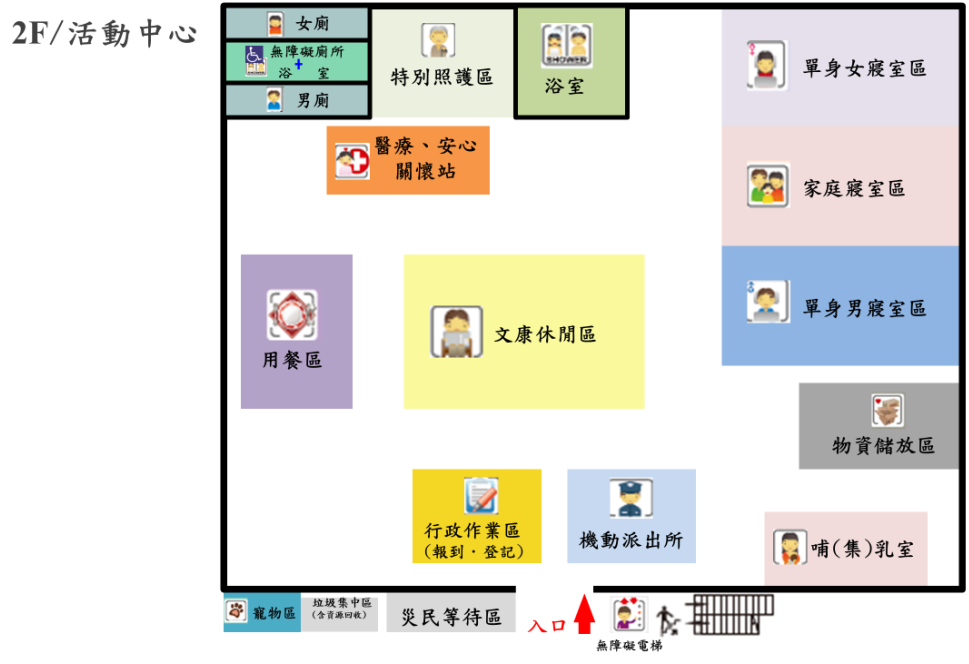 2F/活動中心
女廁
無障礙廁所
浴+室
男廁
特別照護區
SHOWER
浴室
單身女寢室區
醫療、安心
關懷站
家庭寢室區
單身男寢室區
用餐區
文康休閒區
物資儲放區
行政作業區
(報到·登記)
機動派出所
哺(集)乳室
寵物區
垃圾集中區
(含資源回收)
災民等待區
入口
無障礙電梯